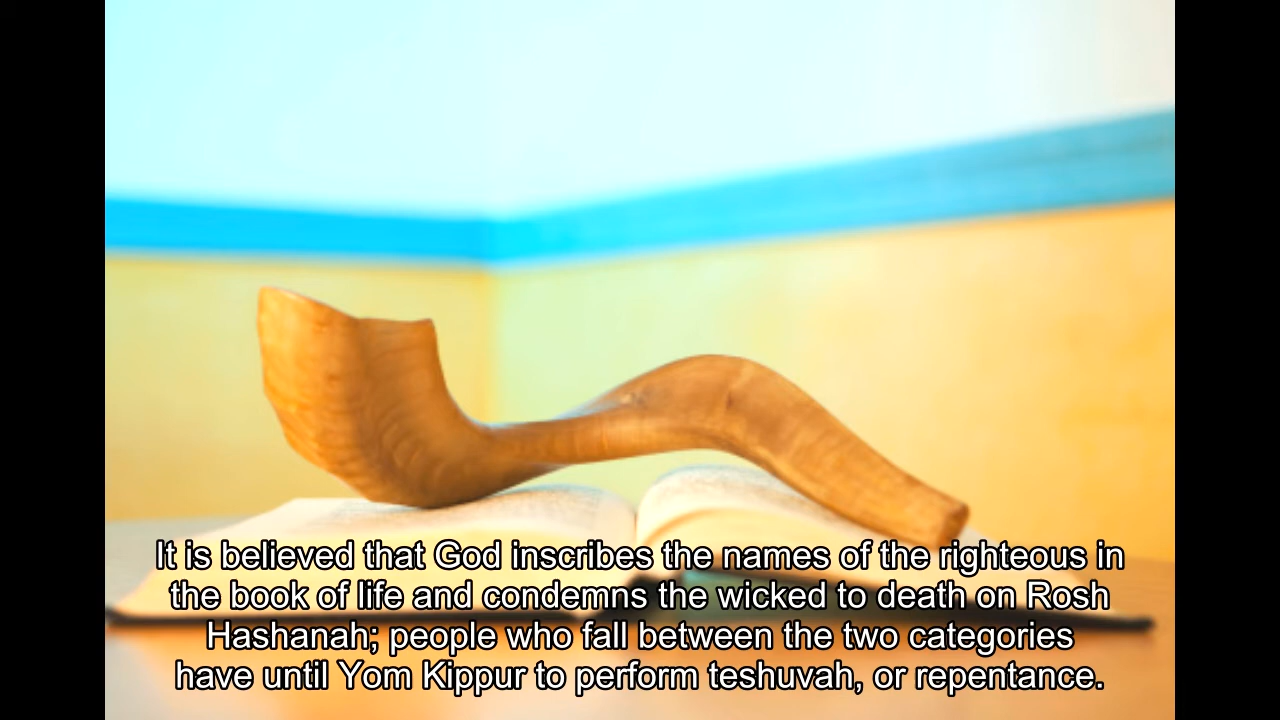 It is believed that God inscribes the names of the righteous in
the book of life and condemns the wicked to death on Rosh
Hashanah; people who fall between the two categories
have until Yom Kippur to perform teshuvah, or repentance.